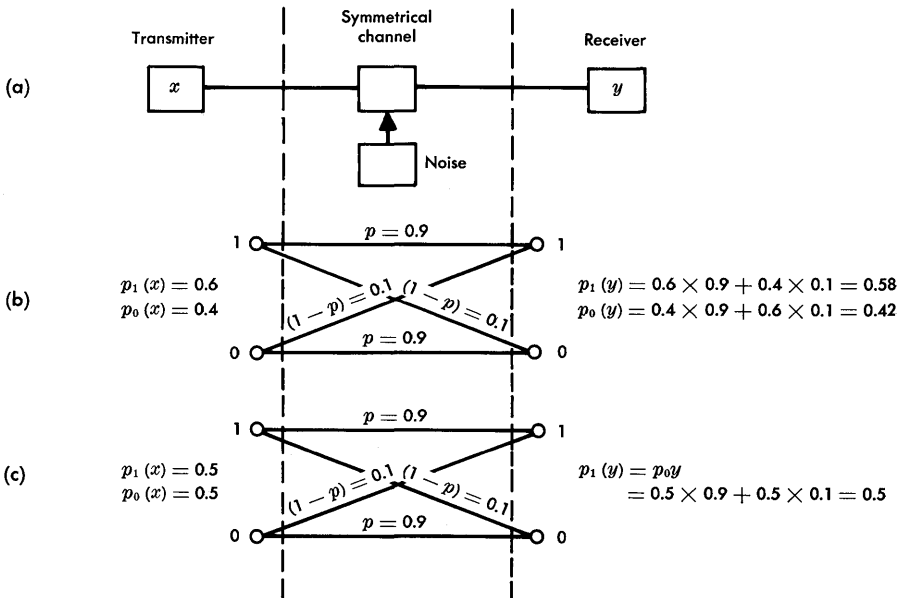 Symmetrical
channel
Transmitter
Receiver
(a)
x
y
Noise
1
p = 0.9
1
(b)
p₁ (x) = 0.6
p₀ (x) = 0.4
(1 − p) = 0.1
(1 − p) = 0.1
p₁ (y) = 0.6 × 0.9 + 0.4 × 0.1 = 0.58
p₀ (y) = 0.4 × 0.9 + 0.6 × 0.1 = 0.42
0
p = 0.9
0
1
p = 0.9
1
(c)
p₁ (x) = 0.5
p₀ (x) = 0.5
(1 − p) = 0.1
(1 − p) = 0.1
p₁ (y) = p₀y
= 0.5 × 0.9 + 0.5 × 0.1 = 0.5
0
p = 0.9
0